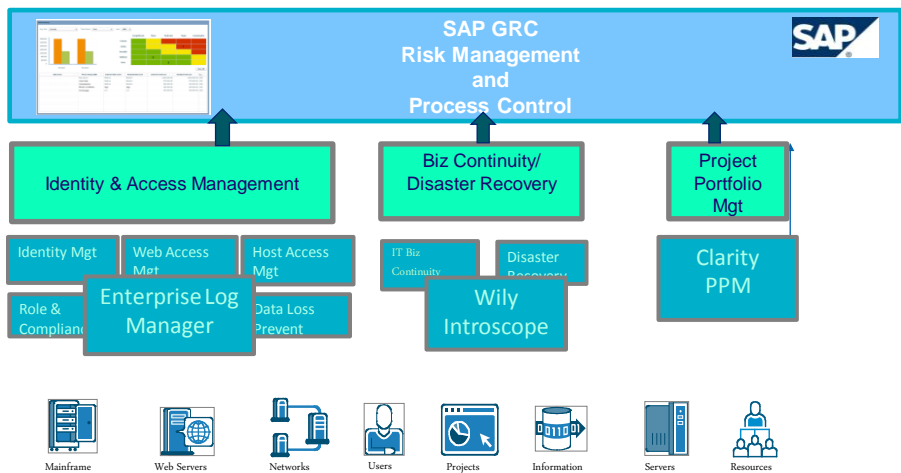 SAP GRC
Risk Management
and
Process Control
SAP
Identity & Access Management
Biz Continuity/
Disaster Recovery
Project
Portfolio
Mgt
Identity Mgt
Web Access
Mgt
Host Access
Mgt
Role &
Complianc
Data Loss
Prevent
Enterprise Log
Manager
IT Biz
Continuity
Disaster
Recovery
Wily
Introscope
Clarity
PPM
Mainframe
Web Servers
Networks
Users
Projects
Information
Servers
Resources